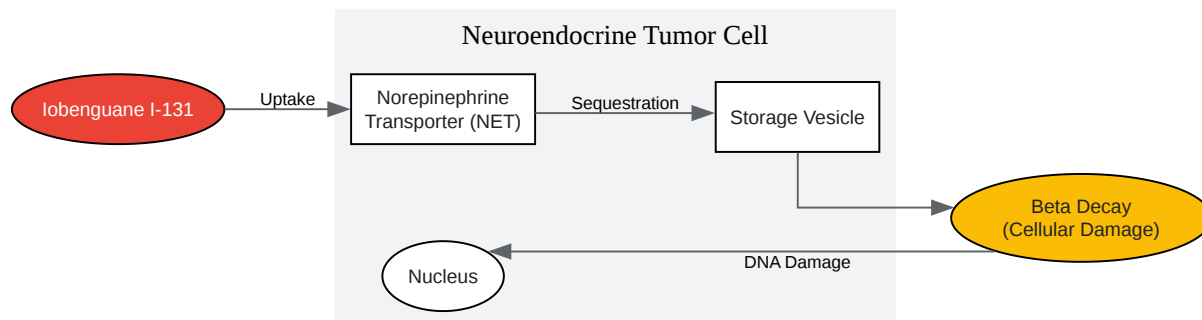 Neuroendocrine Tumor Cell
Iobenguane I-131
Uptake
Norepinephrine
Transporter (NET)
Sequestration
Storage Vesicle
Beta Decay
(Cellular Damage)
DNA Damage
Nucleus